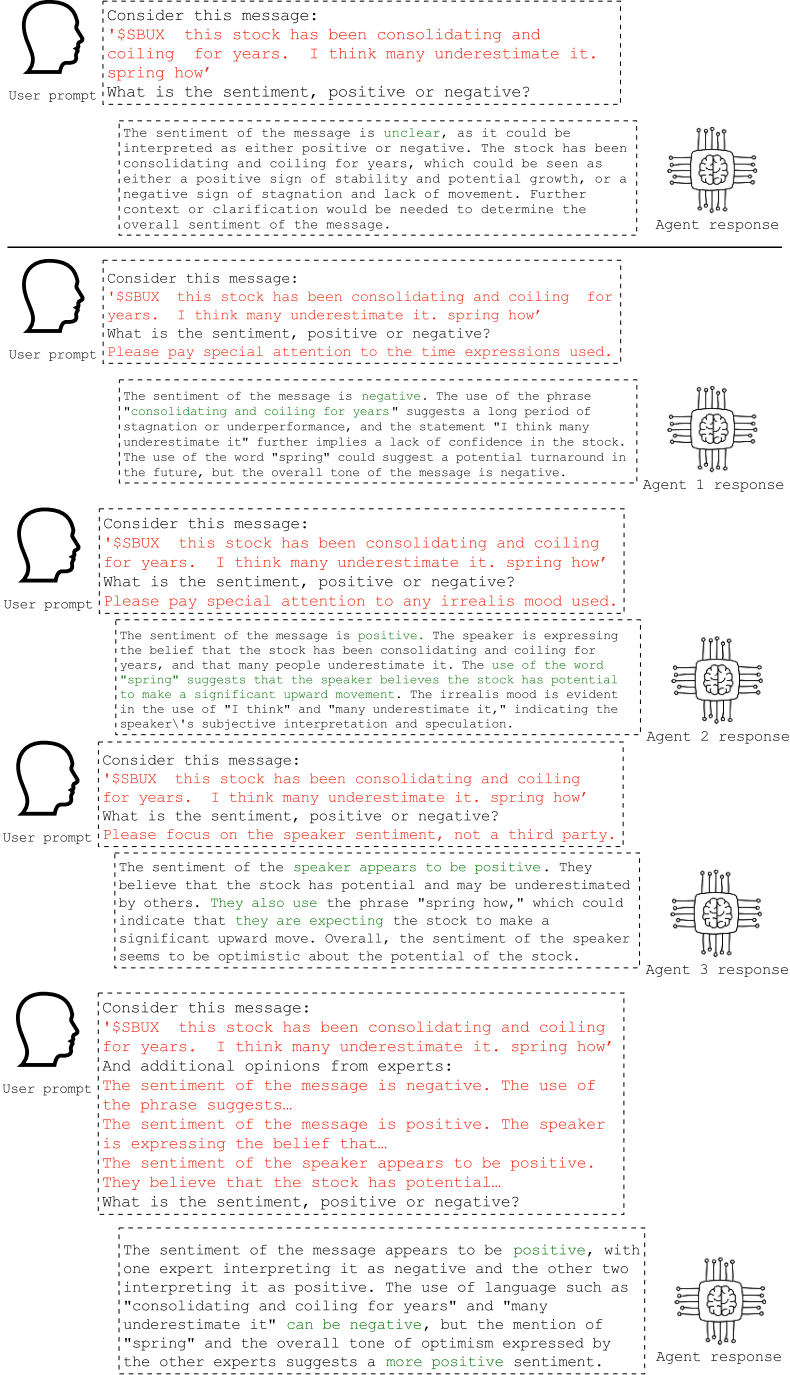 Consider this message:
'$SBUX  this stock has been consolidating and
coiling  for years.  I think many underestimate it.
spring how’
What is the sentiment, positive or negative?
User prompt
The sentiment of the message is unclear, as it could be
interpreted as either positive or negative. The stock has been
consolidating and coiling for years, which could be seen as
either a positive sign of stability and potential growth, or a
negative sign of stagnation and lack of movement. Further
context or clarification would be needed to determine the
overall sentiment of the message.
Agent response
Consider this message:
'$SBUX  this stock has been consolidating and coiling  for
years.  I think many underestimate it. spring how’
What is the sentiment, positive or negative?
Please pay special attention to the time expressions used.
User prompt
The sentiment of the message is negative. The use of the phrase
"consolidating and coiling for years" suggests a long period of
stagnation or underperformance, and the statement "I think many
underestimate it" further implies a lack of confidence in the stock.
The use of the word "spring" could suggest a potential turnaround in
the future, but the overall tone of the message is negative.
Agent 1 response
Consider this message:
'$SBUX  this stock has been consolidating and coiling
for years.  I think many underestimate it. spring how’
What is the sentiment, positive or negative?
Please pay special attention to any irrealis mood used.
User prompt
The sentiment of the message is positive. The speaker is expressing
the belief that the stock has been consolidating and coiling for
years, and that many people underestimate it. The use of the word
"spring" suggests that the speaker believes the stock has potential
to make a significant upward movement. The irrealis mood is evident
in the use of "I think" and "many underestimate it," indicating the
speaker\'s subjective interpretation and speculation.
Agent 2 response
Consider this message:
'$SBUX  this stock has been consolidating and coiling
for years.  I think many underestimate it. spring how’
What is the sentiment, positive or negative?
Please focus on the speaker sentiment, not a third party.
User prompt
The sentiment of the speaker appears to be positive. They
believe that the stock has potential and may be underestimated
by others. They also use the phrase "spring how," which could
indicate that they are expecting the stock to make a
significant upward move. Overall, the sentiment of the speaker
seems to be optimistic about the potential of the stock.
Agent 3 response
Consider this message:
'$SBUX  this stock has been consolidating and coiling
for years.  I think many underestimate it. spring how’
And additional opinions from experts:
The sentiment of the message is negative. The use of
the phrase suggests…
The sentiment of the message is positive. The speaker
is expressing the belief that…
The sentiment of the speaker appears to be positive.
They believe that the stock has potential…
What is the sentiment, positive or negative?
User prompt
The sentiment of the message appears to be positive, with
one expert interpreting it as negative and the other two
interpreting it as positive. The use of language such as
"consolidating and coiling for years" and "many
underestimate it" can be negative, but the mention of
"spring" and the overall tone of optimism expressed by
the other experts suggests a more positive sentiment.
Agent response